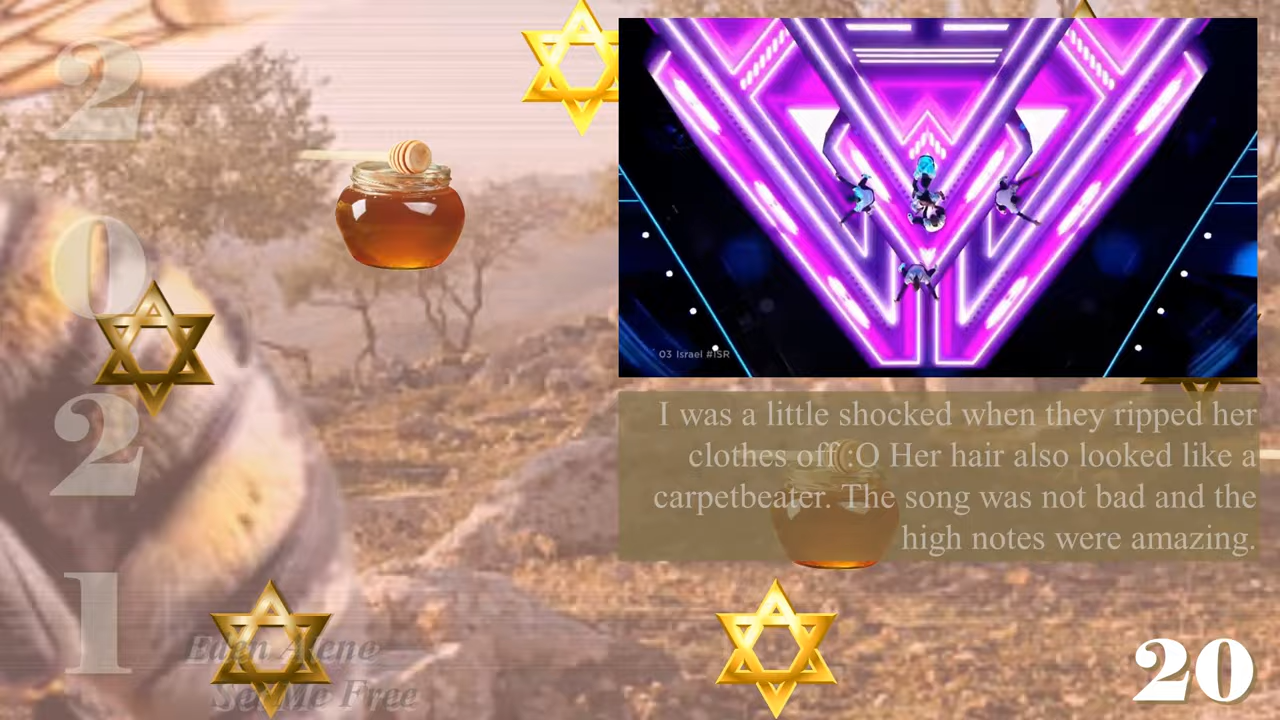 2
0
2
1
03 Israel #ISR
I was a little shocked when they ripped her
clothes off :O Her hair also looked like a
carpetbeater. The song was not bad and the
high notes were amazing.
Eden Alene
Set Me Free
20